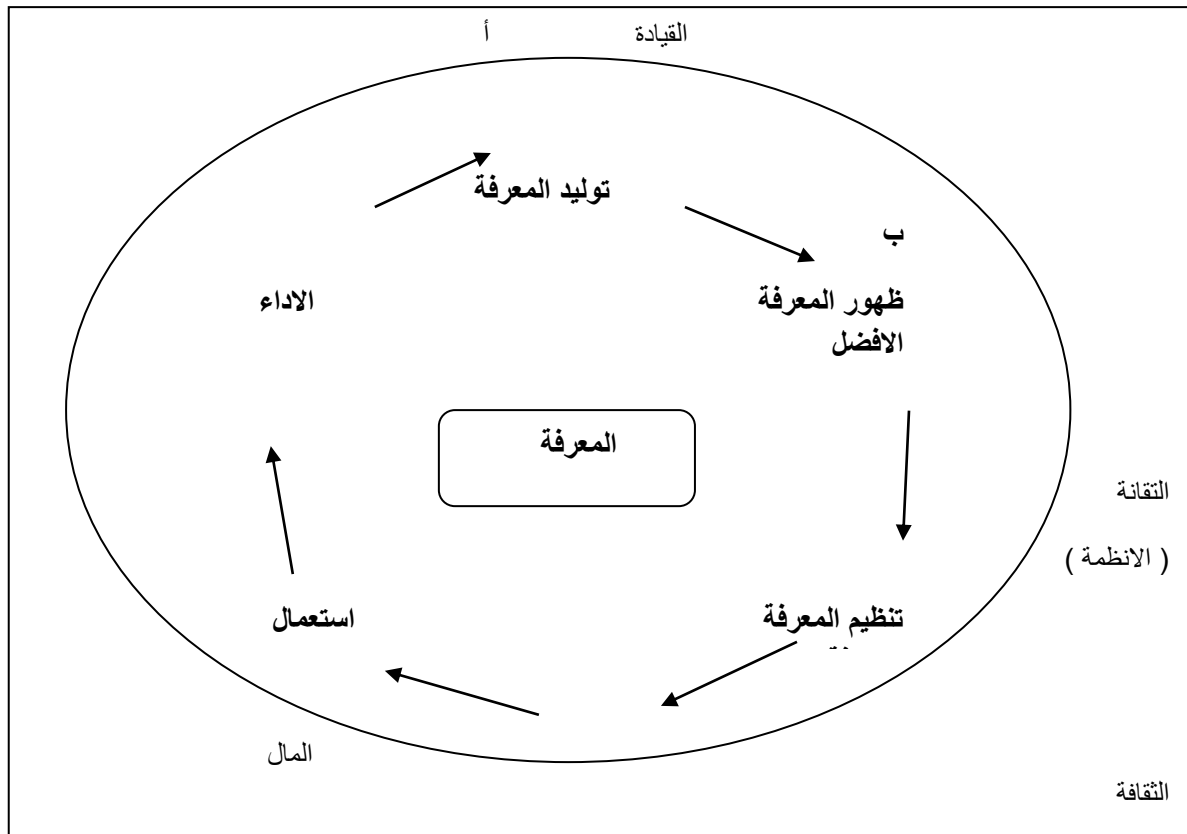 القيادة أ
توليد المعرفة
ب
ظهور المعرفة
الافضل
الاداء
المعرفة
التقانة
( الانظمة )
تنظيم المعرفة
استعمال
المال
الثقافة